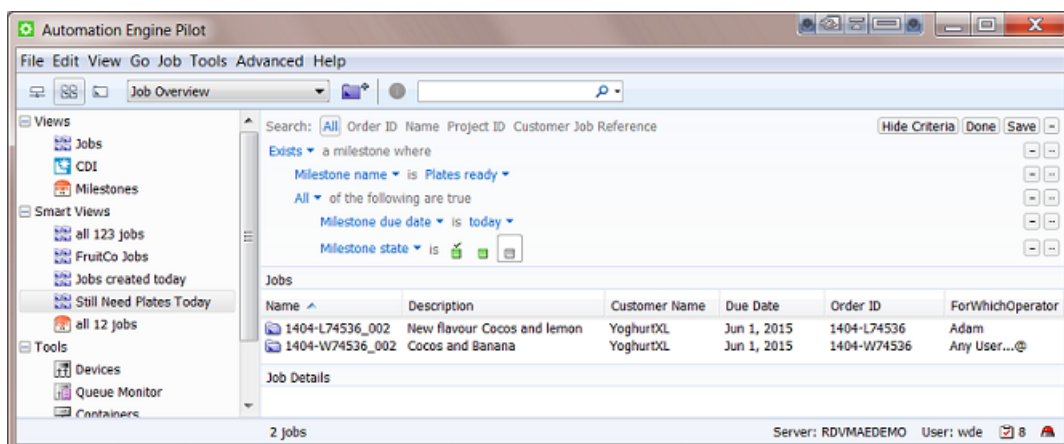 Automation Engine Pilot
File Edit View Go Job Tools Advanced Help
Job Overview
Views
Jobs
CDI
Milestones
Smart Views
all 123 jobs
FruitCo Jobs
Jobs created today
Still Need Plates Today
all 12 jobs
Tools
Devices
Queue Monitor
Containers
Search: All Order ID Name Project ID Customer Job Reference Hide Criteria Done Save
Exists a milestone where
Milestone name is Plates ready
All of the following are true
Milestone due date is today
Milestone state is
Jobs
Name Description Customer Name Due Date Order ID ForWhichOperator
1404-L74536_002 New flavour Cocos and lemon YoghurtXL Jun 1, 2015 1404-L74536 Adam
1404-W74536_002 Cocos and Banana YoghurtXL Jun 1, 2015 1404-W74536 Any User...@
Job Details
2 jobs Server: RDVMAEDEMO User: wde 8